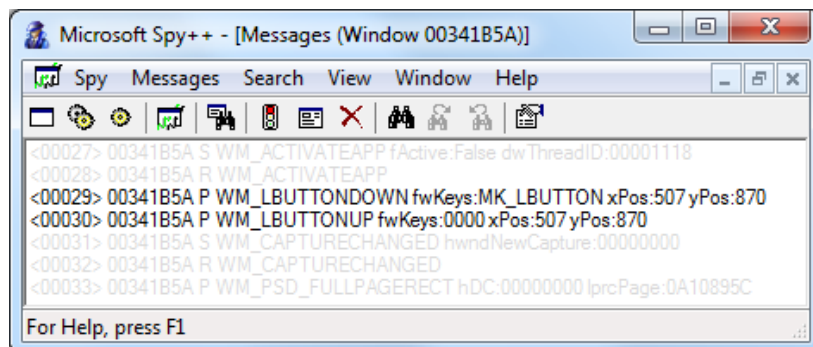 Microsoft Spy++ - [Messages (Window 00341B5A)]
Spy Messages Search View Window Help
<00027> 00341B5A S WM_ACTIVATEAPP fActive:False dwThreadID:00001118
<00028> 00341B5A R WM_ACTIVATEAPP
<00029> 00341B5A P WM_LBUTTONDOWN fwKeys:MK_LBUTTON xPos:507 yPos:870
<00030> 00341B5A P WM_LBUTTONUP fwKeys:0000 xPos:507 yPos:870
<00031> 00341B5A S WM_CAPTURECHANGED hwndNewCapture:00000000
<00032> 00341B5A R WM_CAPTURECHANGED
<00033> 00341B5A P WM_PSD_FULLPAGERECT hDC:00000000 lprcPage:0A10895C
For Help, press F1